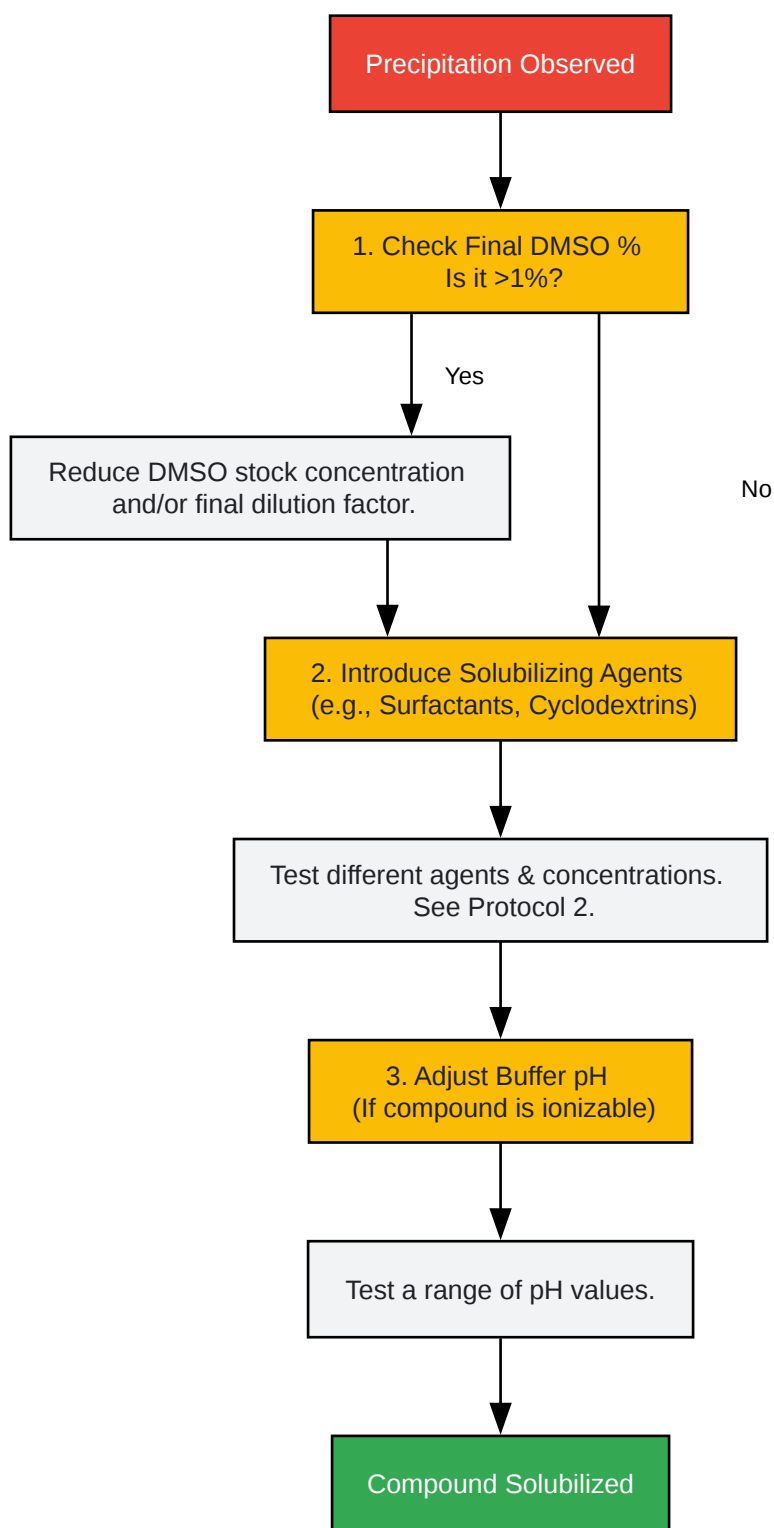 Precipitation Observed
1. Check Final DMSO %
Is it >1%?
Yes
Reduce DMSO stock concentration
and/or final dilution factor.
No
2. Introduce Solubilizing Agents
(e.g., Surfactants, Cyclodextrins)
Test different agents & concentrations.
See Protocol 2.
3. Adjust Buffer pH
(If compound is ionizable)
Test a range of pH values.
Compound Solubilized